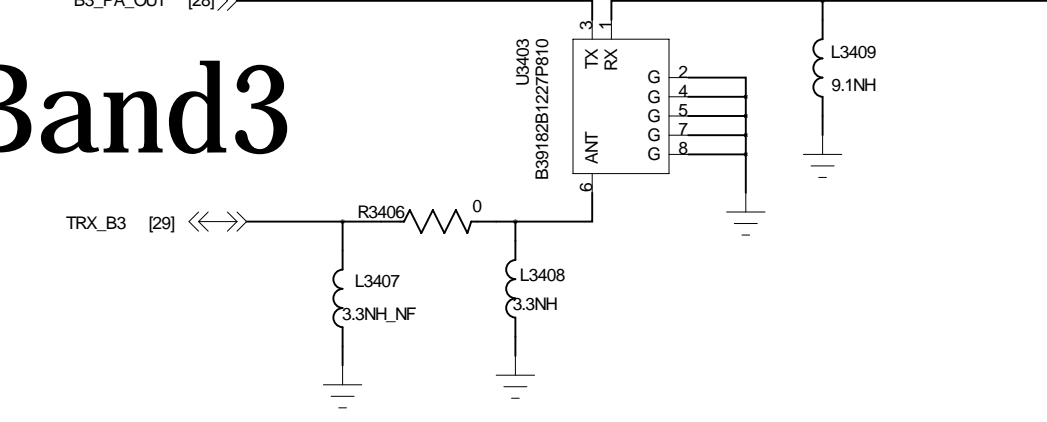 B3_PA_OUT [28]
3
1
TX
RX
U3403
B39182B1227P810
G 2
G 4
G 5
G 7
G 8
ANT
6
L3409
9.1NH
Band3
TRX_B3 [29]
R3406
0
L3407
3.3NH_NF
L3408
3.3NH